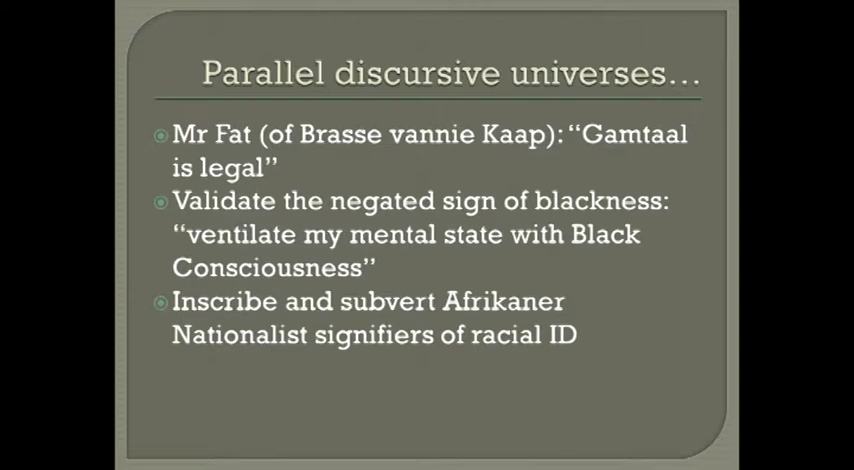 Parallel discursive universes...
Mr Fat (of Brasse vannie Kaap): “Gamtaal
is legal”
Validate the negated sign of blackness:
“ventilate my mental state with Black
Consciousness”
Inscribe and subvert Afrikaner
Nationalist signifiers of racial ID